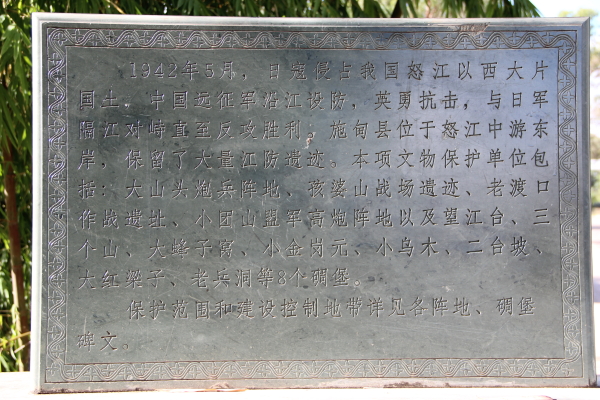 1942年5月，日寇侵占我国怒江以西大片
国土。中国远征军沿江设防，英勇抗击，与日军
隔江对峙直至反攻胜利。施甸县位于怒江中游东
岸，保留了大量江防遗迹。本项文物保护单位包
括：大山头炮兵阵地、孩婆山战场遗迹、老渡口
作战遗址、小团山盟军高炮阵地以及望江台、三
个山、大蜂子窝、小金岗元、小乌木、二台坡、
大红梁子、老兵洞等8个碉堡。
保护范围和建设控制地带详见各阵地、碉堡
碑文。